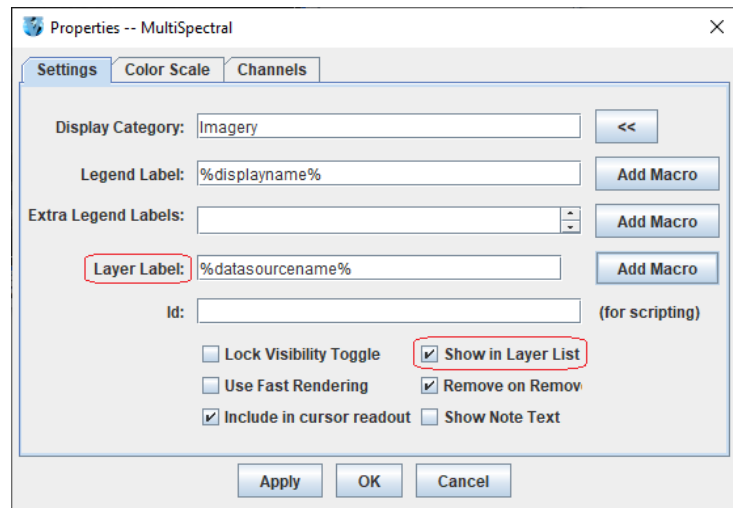 Properties -- MultiSpectral
Settings Color Scale Channels
Display Category: Imagery <<
Legend Label: %displayname% Add Macro
Extra Legend Labels: Add Macro
Layer Label: %datasourcename% Add Macro
Id: (for scripting)
Lock Visibility Toggle Show in Layer List
Use Fast Rendering Remove on Remov
Include in cursor readout Show Note Text
Apply OK Cancel